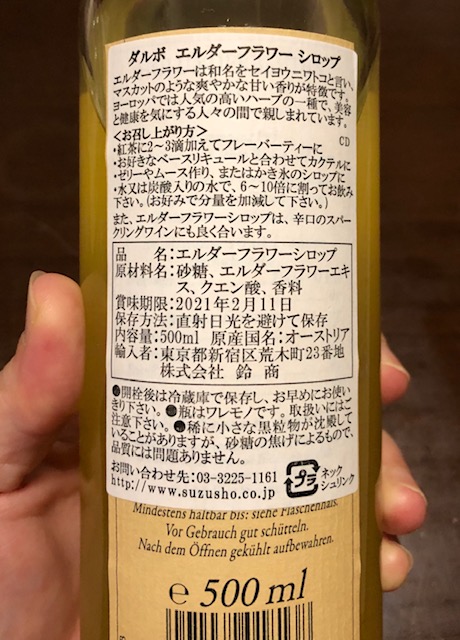 ダルボ エルダーフラワー シロップ
エルダーフラワーは和名をセイヨウニワトコと言い、
マスカットのような爽やかな甘い香りが特徴です。
ヨーロッパでは人気の高いハーブの一種で、美容
と健康を気にする人々の間で親しまれています。
<お召し上がり方>
・紅茶に2~3滴加えてフレーバーティーに CD
・お好きなベースリキュールと合わせてカクテルに
・ゼリーやムース作り、またはかき氷のシロップに
・水又は炭酸入りの水で、6~10倍に割ってお飲み
下さい。(お好みで分量を加減して下さい。)
また、エルダーフラワーシロップは、辛口のスパー
クリングワインにも良く合います。
品名:エルダーフラワーシロップ
原材料名:砂糖、エルダーフラワーエキ
ス、クエン酸、香料
賞味期限:2021年2月11日
保存方法:直射日光を避けて保存
内容量:500ml 原産国名:オーストリア
輸入者:東京都新宿区荒木町23番地
株式会社 鈴商
●開栓後は冷蔵庫で保存し、お早めにお使い
きり下さい。●瓶はワレモノです。取扱いにはご
注意下さい。●稀に小さな黒粒物が沈殿して
いることがありますが、砂糖の焦げによるもので、
品質には問題ありません。
お問い合わせ先:03-3225-1161
http://www.suzusho.co.jp
プラ
ネック
シュリンク
Mindestens haltbar bis: siehe Flaschenhals.
Vor Gebrauch gut schütteln.
Nach dem Öffnen gekühlt aufbewahren.
e 500 ml